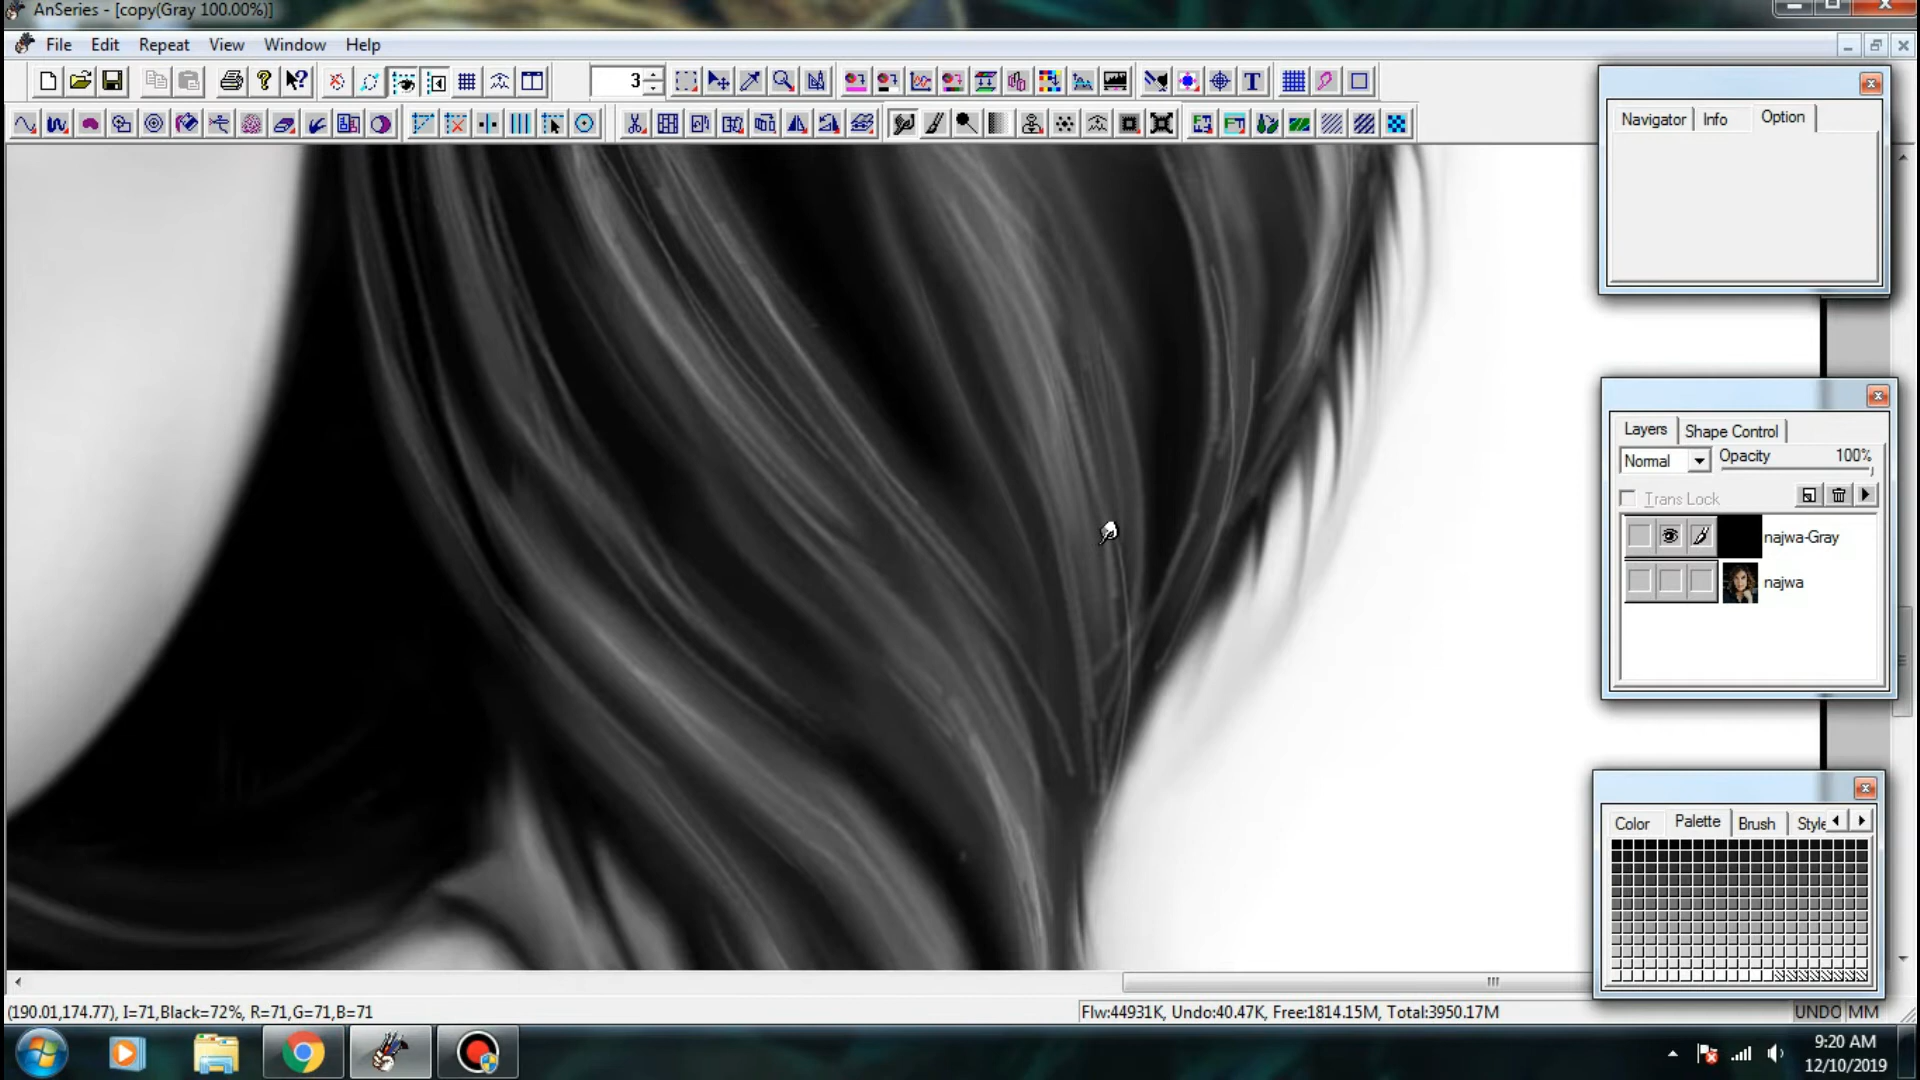 AnSeries - [copy(Gray 100.00%)]
File Edit Repeat View Window Help
3
Navigator Info Option
Layers Shape Control
Normal Opacity 100%
Trans Lock
najwa-Gray
najwa
Color Palette Brush Style
(190.01,174.77), I=71,Black=72%, R=71,G=71,B=71
Flw:44931K, Undo:40.47K, Free:1814.15M, Total:3950.17M
UNDO MM
9:20 AM
12/10/2019